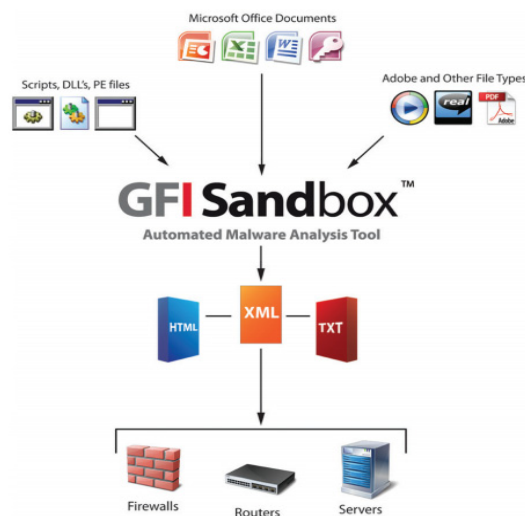 Microsoft Office Documents
Scripts, DLL's, PE files
Adobe and Other File Types
real
PDF
Adobe
GFI Sandbox™
Automated Malware Analysis Tool
HTML
XML
TXT
Firewalls
Routers
Servers